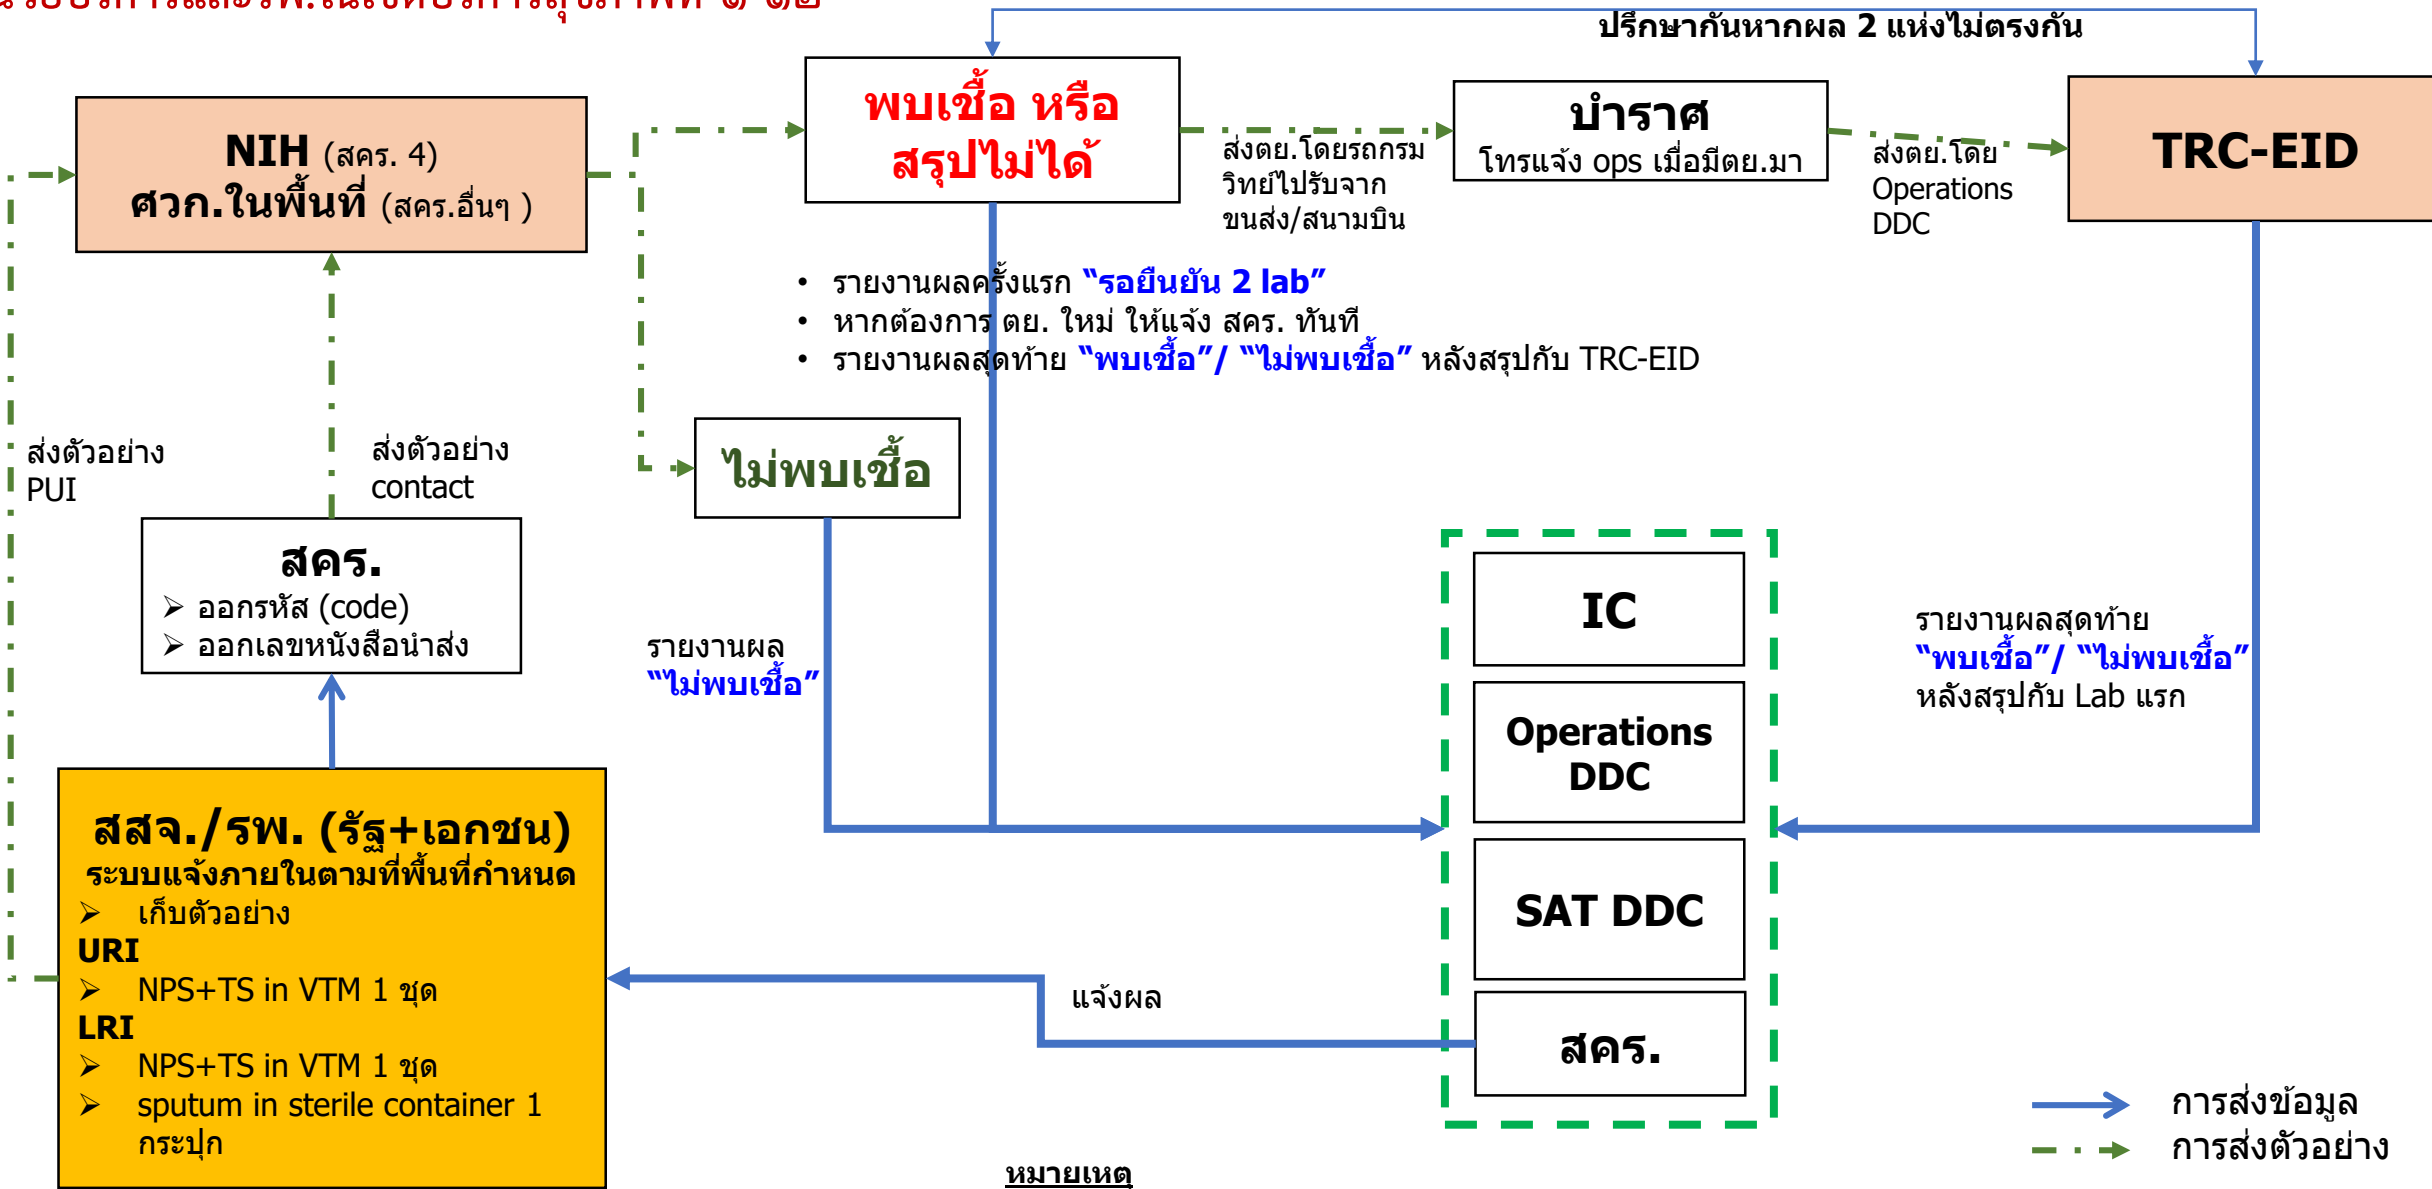 ปรึกษากันหากผล 2 แห่งไม่ตรงกัน
NIH (สคร. 4)
ศวก.ในพื้นที่ (สคร.อื่นๆ )
พบเชื้อ หรือ
สรุปไม่ได้
ส่งตย.โดยรถกรม
วิทย์ไปรับจาก
ขนส่ง/สนามบิน
บำราศ
โทรแจ้ง ops เมื่อมีตย.มา
ส่งตย.โดย
Operations
DDC
TRC-EID
• รายงานผลครั้งแรก “รอยืนยัน 2 lab”
• หากต้องการ ตย. ใหม่ ให้แจ้ง สคร. ทันที
• รายงานผลสุดท้าย “พบเชื้อ”/ “ไม่พบเชื้อ” หลังสรุปกับ TRC-EID
ส่งตัวอย่าง
PUI
ส่งตัวอย่าง
contact
ไม่พบเชื้อ
สคร.
➢ ออกรหัส (code)
➢ ออกเลขหนังสือนำส่ง
รายงานผล
“ไม่พบเชื้อ”
IC
Operations
DDC
SAT DDC
สคร.
รายงานผลสุดท้าย
“พบเชื้อ”/ “ไม่พบเชื้อ”
หลังสรุปกับ Lab แรก
สสจ./รพ. (รัฐ+เอกชน)
ระบบแจ้งภายในตามที่พื้นที่กำหนด
➢ เก็บตัวอย่าง
URI
➢ NPS+TS in VTM 1 ชุด
LRI
➢ NPS+TS in VTM 1 ชุด
➢ sputum in sterile container 1
กระปุก
แจ้งผล
การส่งข้อมูล
การส่งตัวอย่าง
หมายเหตุ